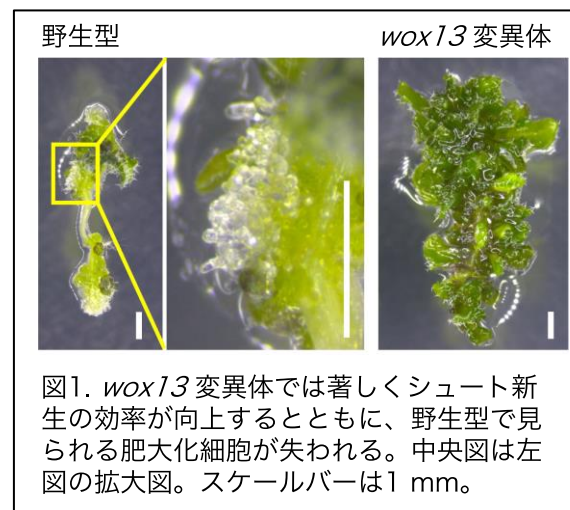 野生型
wox13 変異体
図1. wox13 変異体では著しくシュート新
生の効率が向上するとともに、野生型で見
られる肥大化細胞が失われる。中央図は左
図の拡大図。スケールバーは1 mm。